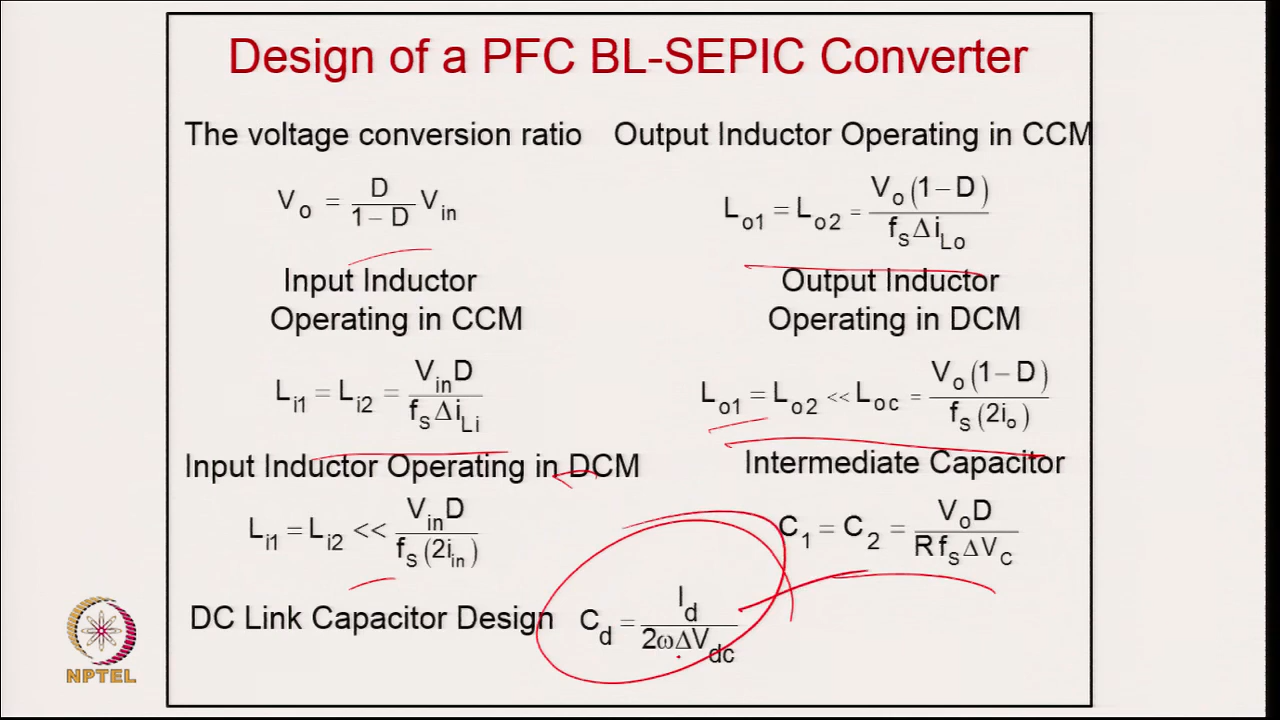 Design of a PFC BL-SEPIC Converter
The voltage conversion ratio
V_o = D / (1 − D) V_in
Input Inductor
Operating in CCM
L_i1 = L_i2 = V_in D / (f_s Δi_Li)
Input Inductor Operating in DCM
L_i1 = L_i2 << V_in D / (f_s (2i_in))
DC Link Capacitor Design C_d = I_d / (2ωΔV_dc)
Output Inductor Operating in CCM
L_o1 = L_o2 = V_o (1 − D) / (f_s Δi_Lo)
Output Inductor
Operating in DCM
L_o1 = L_o2 << L_oc = V_o (1 − D) / (f_s (2i_o))
Intermediate Capacitor
C_1 = C_2 = V_o D / (R f_s ΔV_C)
NPTEL